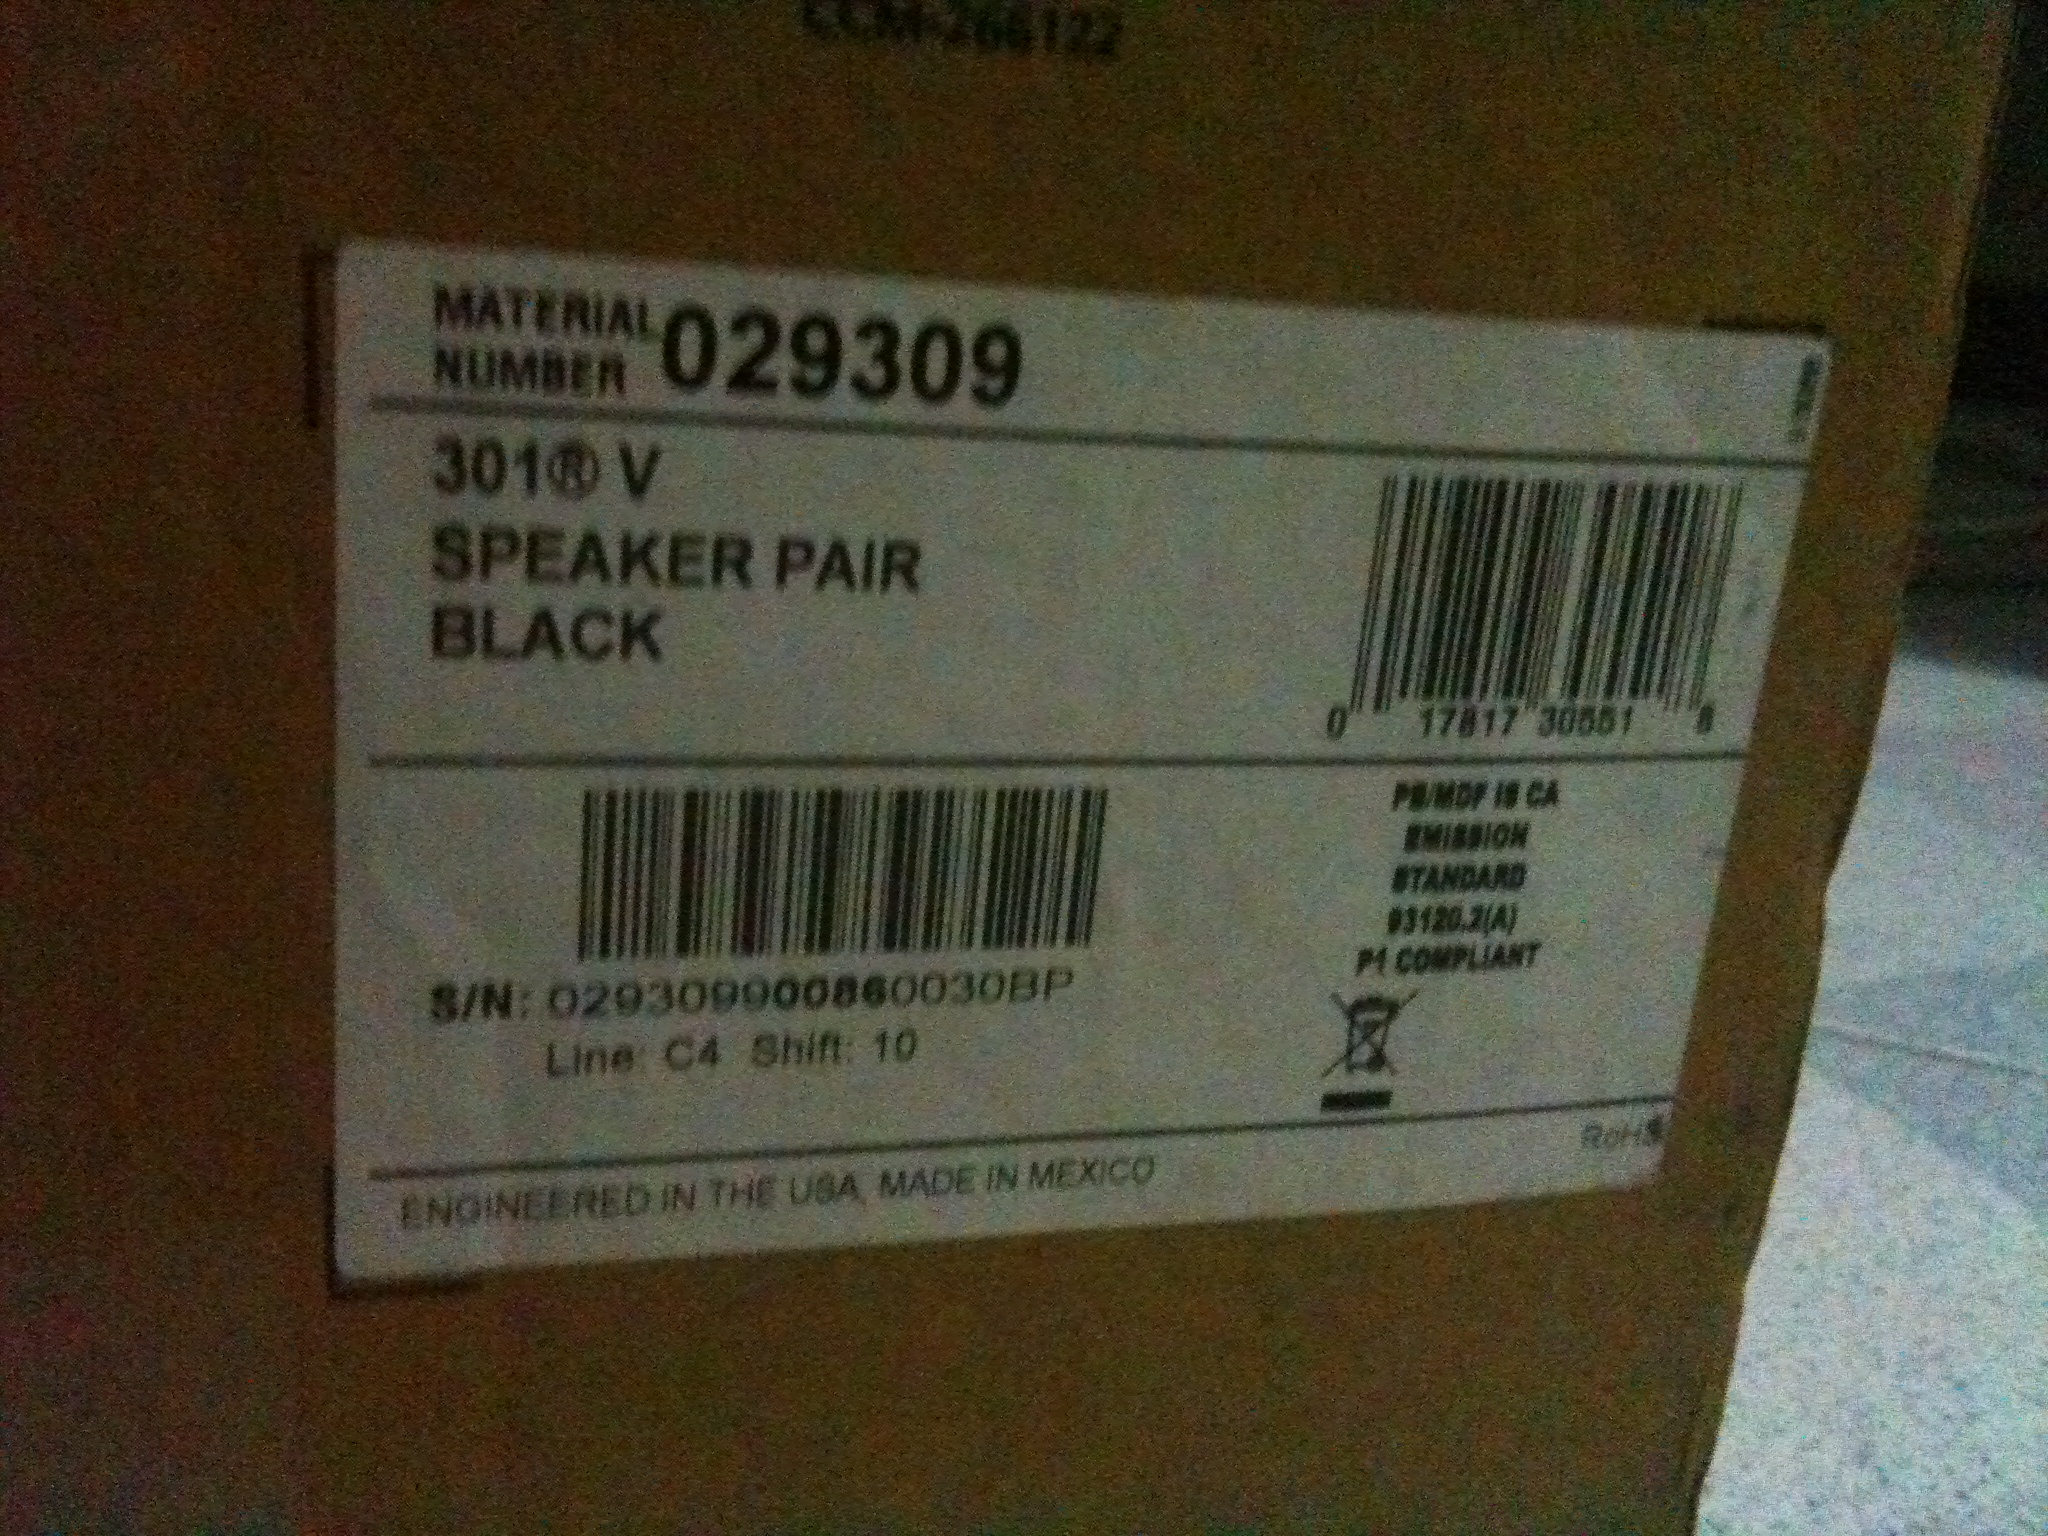 MATERIAL
NUMBER 029309
301® V
SPEAKER PAIR
BLACK
0 17817 30551 8
PB/MDF IS CA
EMISSION
STANDARD
93120.2(A)
P1 COMPLIANT
S/N: 029309900860030BP
Line: C4 Shift: 10
RoHS
ENGINEERED IN THE USA, MADE IN MEXICO